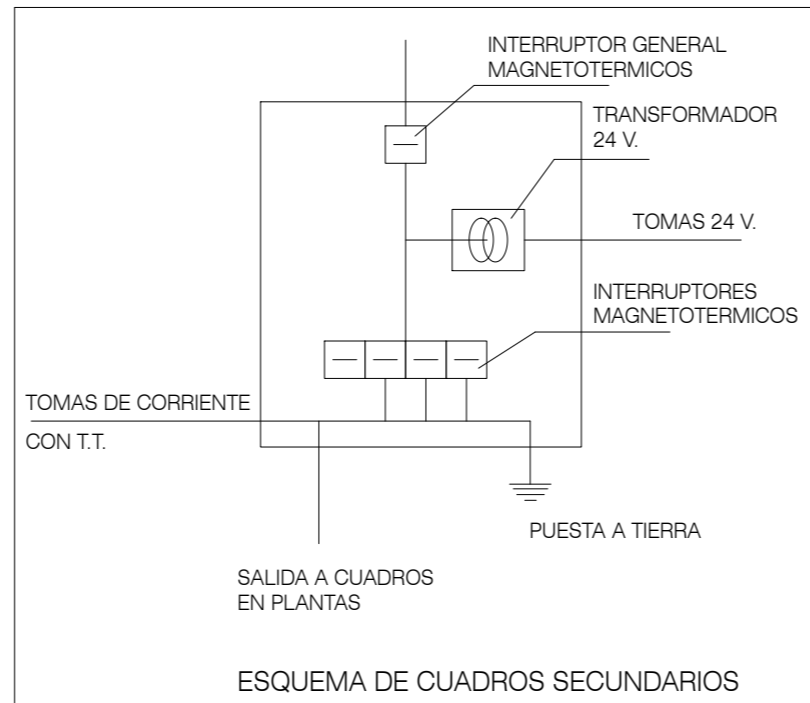 INTERRUPTOR GENERAL
MAGNETOTERMICOS
TRANSFORMADOR
24 V.
TOMAS 24 V.
INTERRUPTORES
MAGNETOTERMICOS
TOMAS DE CORRIENTE
CON T.T.
PUESTA A TIERRA
SALIDA A CUADROS
EN PLANTAS
ESQUEMA DE CUADROS SECUNDARIOS